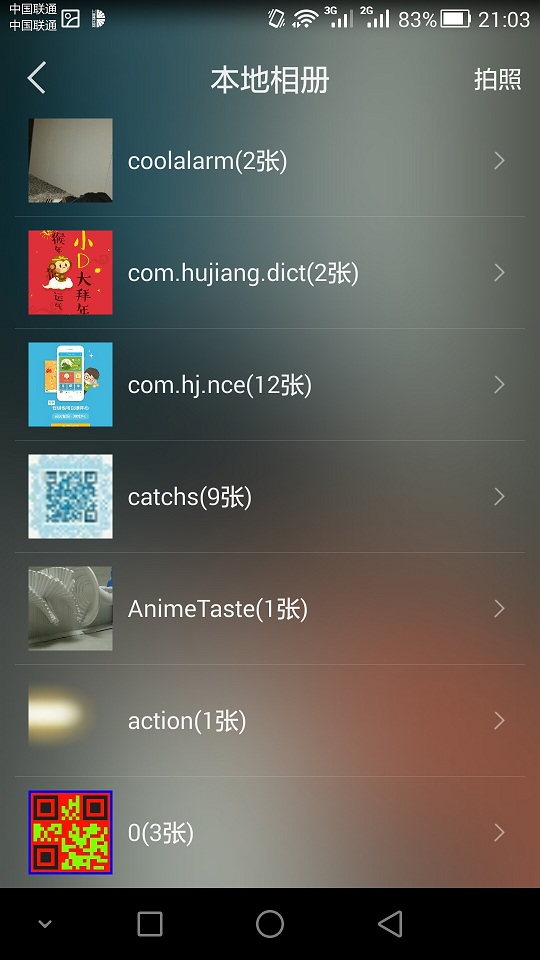 中国联通
中国联通
3G
2G
83%
21:03
本地相册
拍照
coolalarm(2张)
com.hujiang.dict(2张)
小D
大拜年
猴年
com.hj.nce(12张)
catchs(9张)
AnimeTaste(1张)
action(1张)
0(3张)